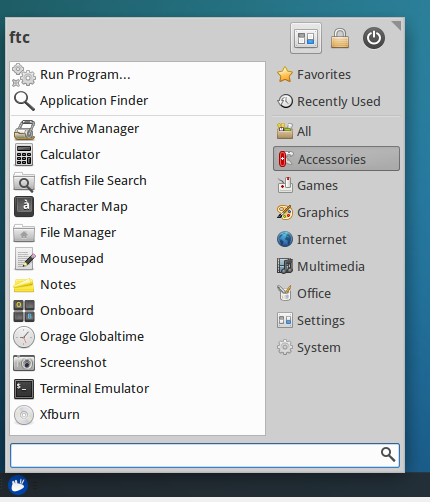 ftc
Run Program...
Application Finder
Archive Manager
Calculator
Catfish File Search
Character Map
File Manager
Mousepad
Notes
Onboard
Orage Globaltime
Screenshot
Terminal Emulator
Xfburn
Favorites
Recently Used
All
Accessories
Games
Graphics
Internet
Multimedia
Office
Settings
System